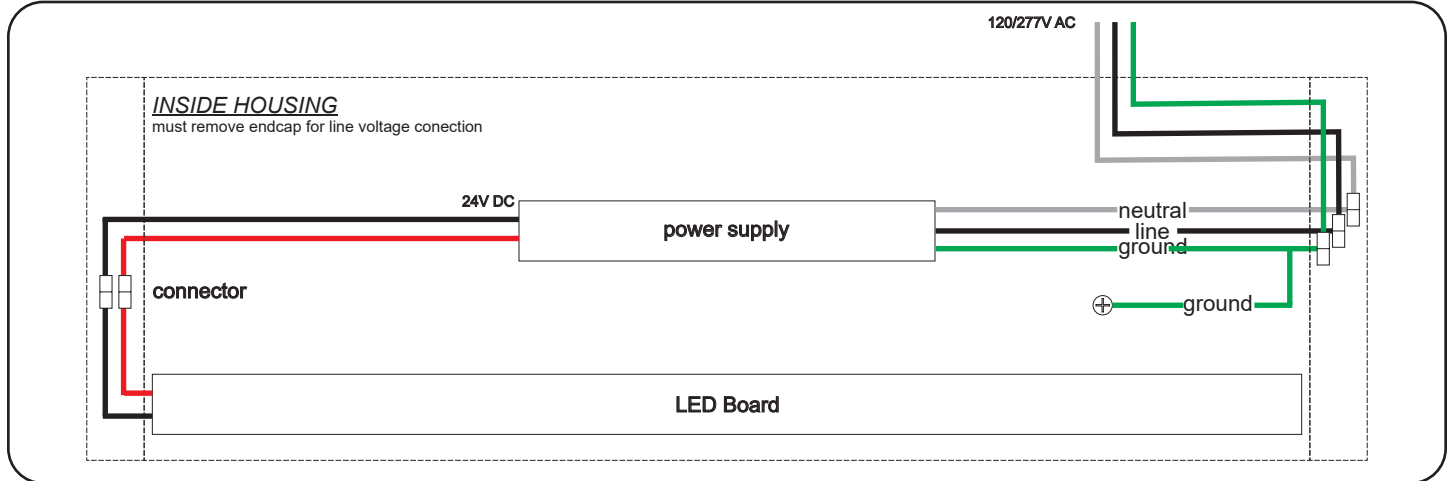 120/277V AC
INSIDE HOUSING
must remove endcap for line voltage conection
24V DC
power supply
neutral
line
ground
connector
ground
LED Board